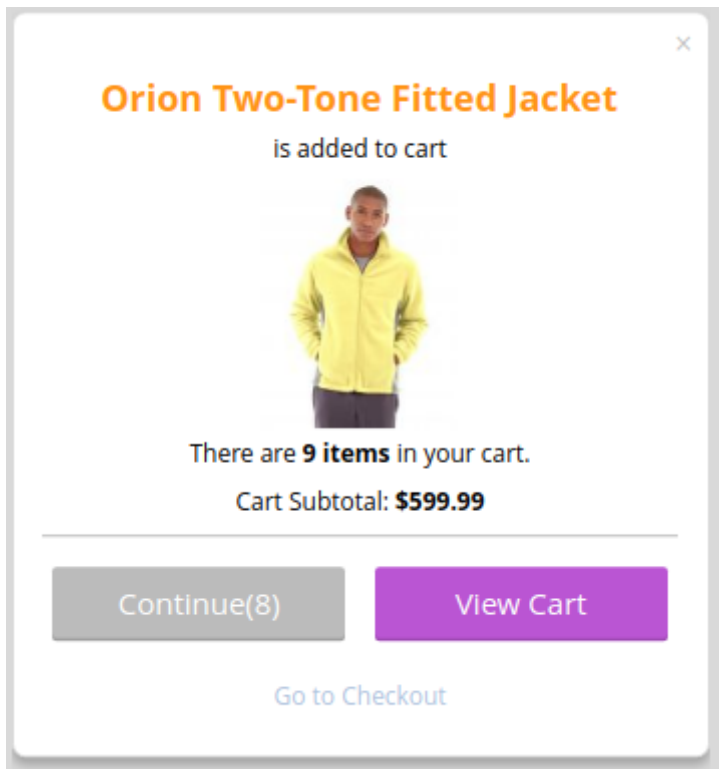 ×
Orion Two-Tone Fitted Jacket
is added to cart
There are 9 items in your cart.
Cart Subtotal: $599.99
Continue(8)
View Cart
Go to Checkout